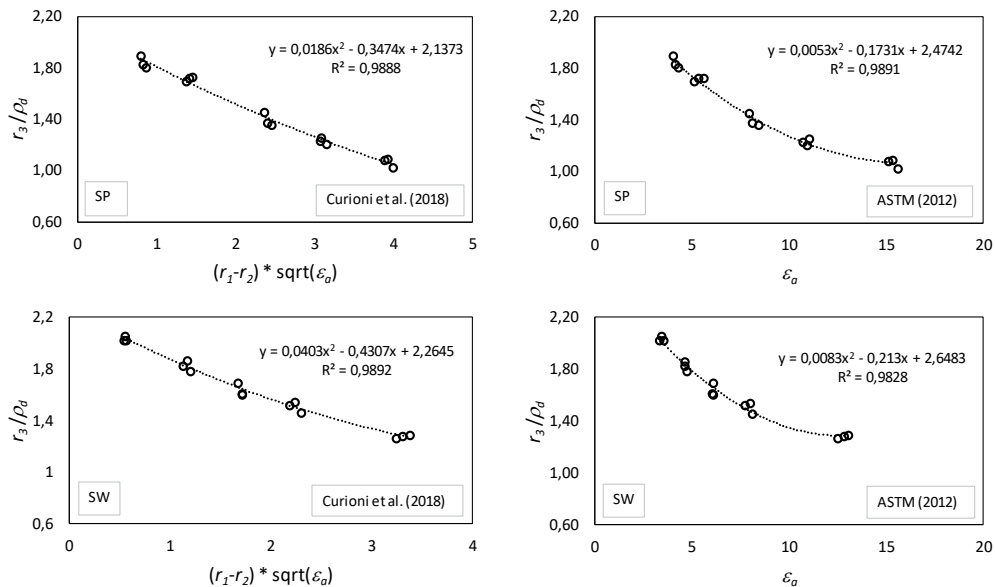 2,20
1,80
1,40
1,00
0,60
r3/ρd
y = 0,0186x² - 0,3474x + 2,1373
R² = 0,9888
SP
Curioni et al. (2018)
0 1 2 3 4 5
(r1-r2) * sqrt(εa)
2,20
1,80
1,40
1,00
0,60
r3/ρd
y = 0,0053x² - 0,1731x + 2,4742
R² = 0,9891
SP
ASTM (2012)
0 5 10 15 20
εa
2,2
1,8
1,4
1
0,6
r3/ρd
y = 0,0403x² - 0,4307x + 2,2645
R² = 0,9892
SW
Curioni et al. (2018)
0 1 2 3 4
(r1-r2) * sqrt(εa)
2,20
1,80
1,40
1,00
0,60
r3/ρd
y = 0,0083x² - 0,213x + 2,6483
R² = 0,9828
SW
ASTM (2012)
0 5 10 15 20
εa